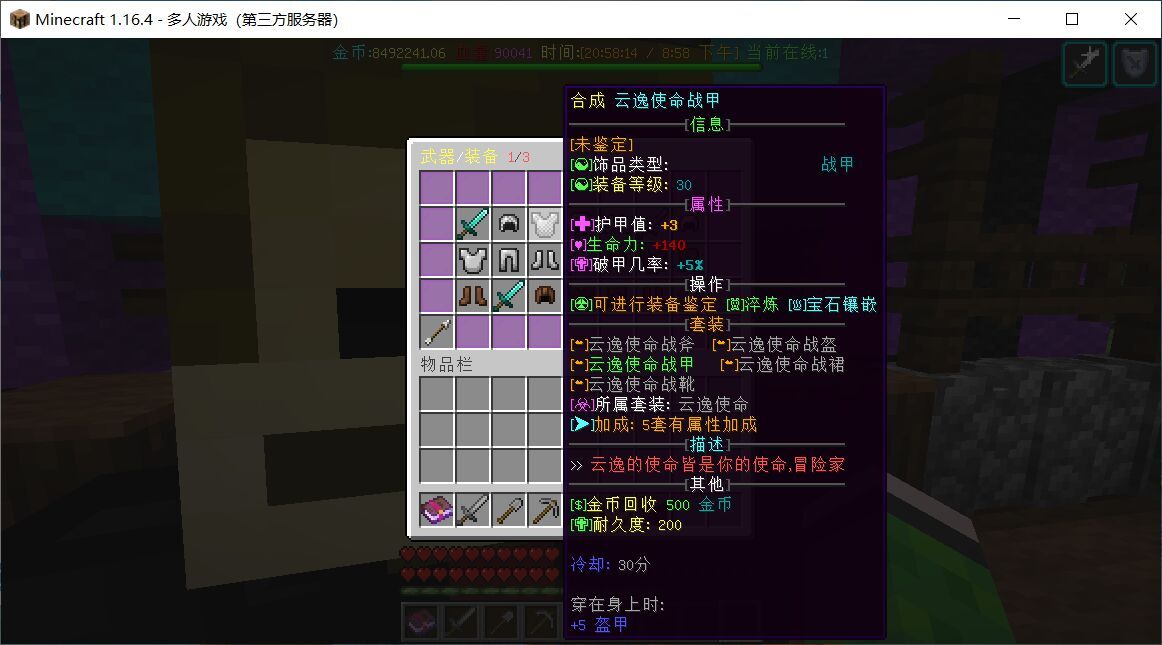 Minecraft 1.16.4 - 多人游戏（第三方服务器）
金币:8492241.06 血量 90041 时间:[20:58:14 / 8:58 下午] 当前在线:1
武器/装备 1/3
物品栏
合成 云逸使命战甲
[信息]
[未鉴定]
[☯]饰品类型: 战甲
[☯]装备等级: 30
[属性]
[✚]护甲值: +3
[♥]生命力: +140
[✟]破甲几率: +5%
[操作]
[☮]可进行装备鉴定 []淬炼 [♨]宝石镶嵌
[套装]
[]云逸使命战斧 []云逸使命战盔
[]云逸使命战甲 []云逸使命战裙
[]云逸使命战靴
[☣]所属套装: 云逸使命
[➤]加成: 5套有属性加成
[描述]
» 云逸的使命皆是你的使命,冒险家
[其他]
[$]金币回收 500 金币
[✟]耐久度: 200
冷却: 30分
穿在身上时:
+5 盔甲